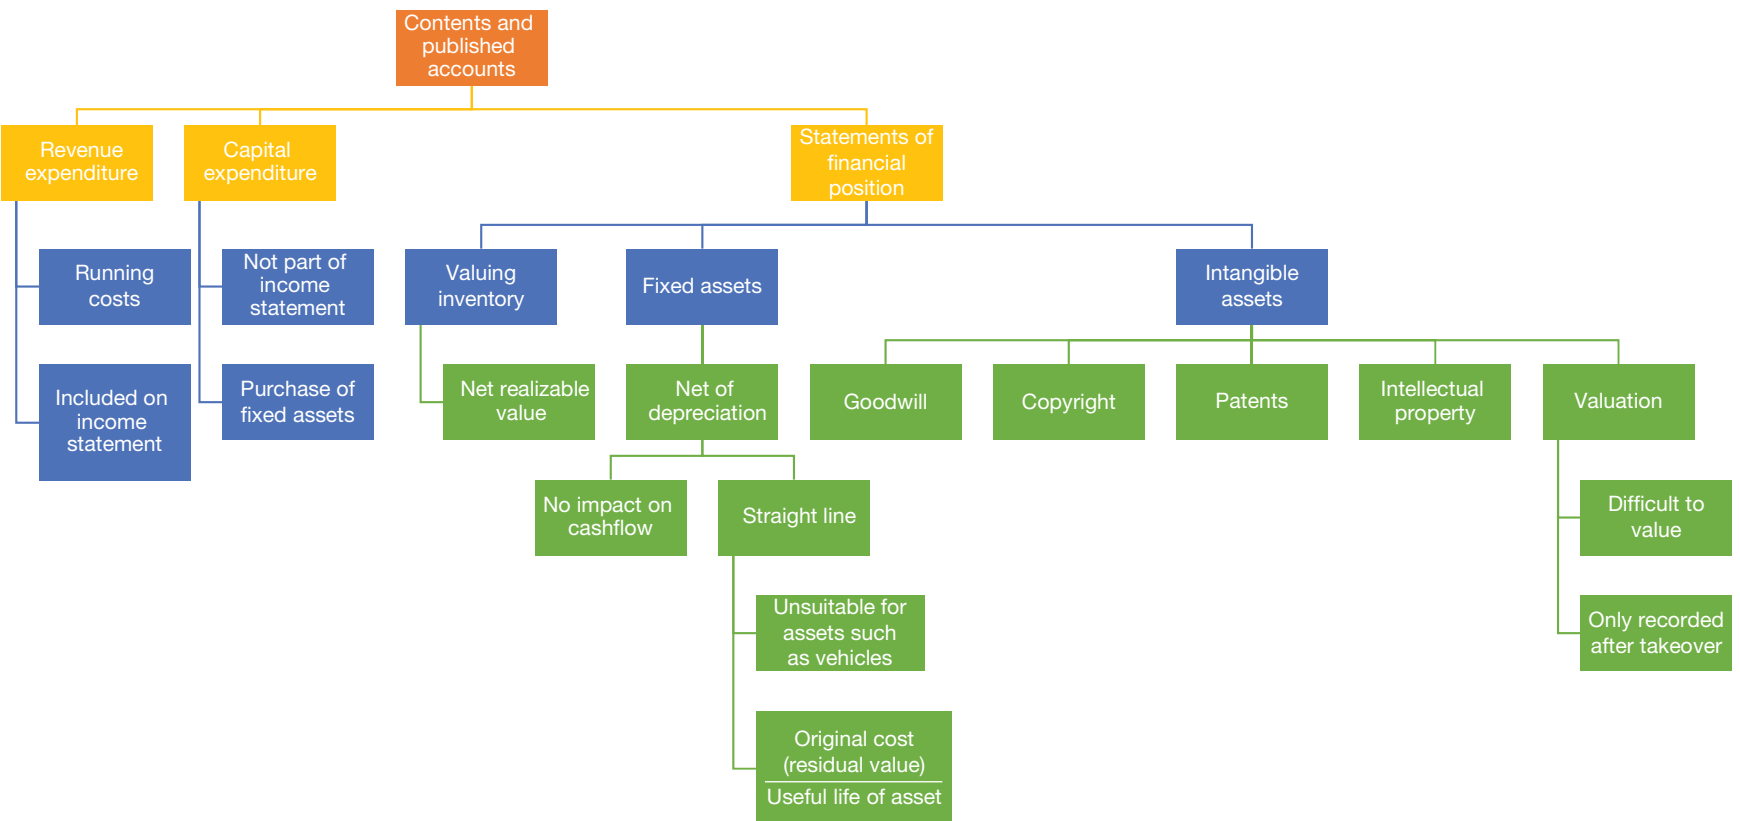 Contents and
published
accounts
Revenue
expenditure
Capital
expenditure
Statements of
financial
position
Running
costs
Not part of
income
statement
Valuing
inventory
Fixed assets
Intangible
assets
Included on
income
statement
Purchase of
fixed assets
Net realizable
value
Net of
depreciation
Goodwill
Copyright
Patents
Intellectual
property
Valuation
No impact on
cashflow
Straight line
Difficult to
value
Unsuitable for
assets such
as vehicles
Only recorded
after takeover
Original cost
(residual value)
Useful life of asset